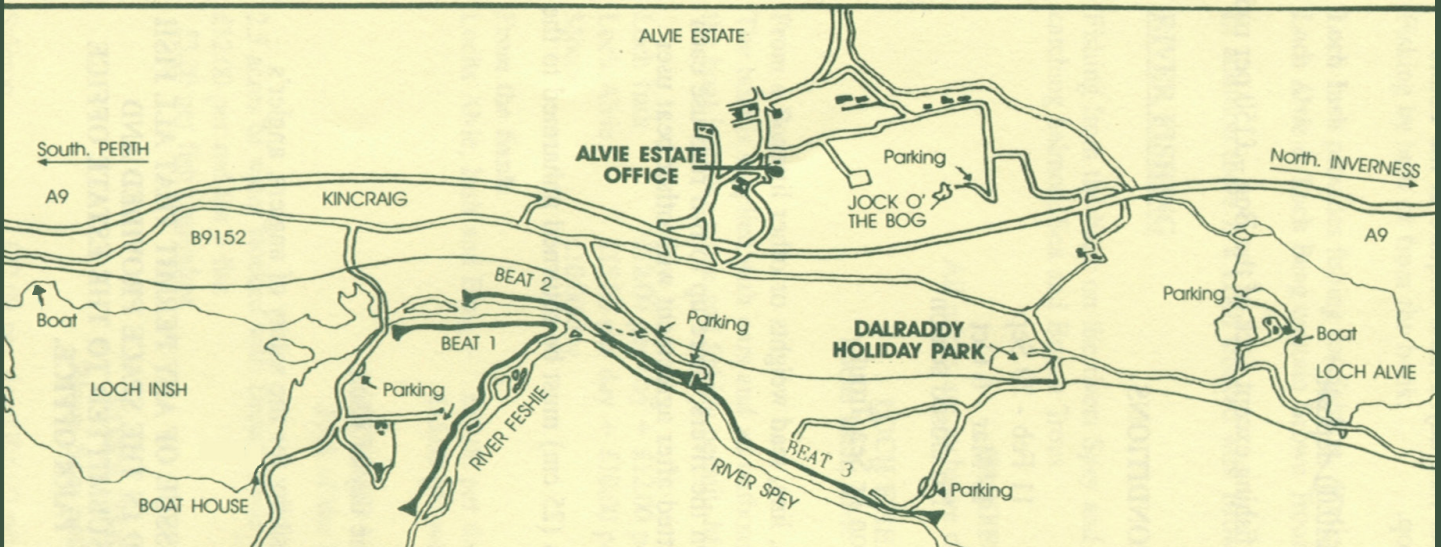 ALVIE ESTATE
South. PERTH
A9
ALVIE ESTATE
OFFICE
Parking
JOCK O'
THE BOG
North. INVERNESS
A9
KINCRAIG
B9152
BEAT 2
Boat
Parking
Parking
Boat
DALRADDY
HOLIDAY PARK
BEAT 1
LOCH INSH
Parking
LOCH ALVIE
RIVER FESHIE
BEAT 3
RIVER SPEY
BOAT HOUSE
Parking